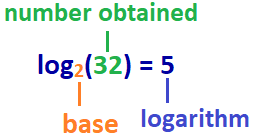 number obtained
log₂(32) = 5
base
logarithm